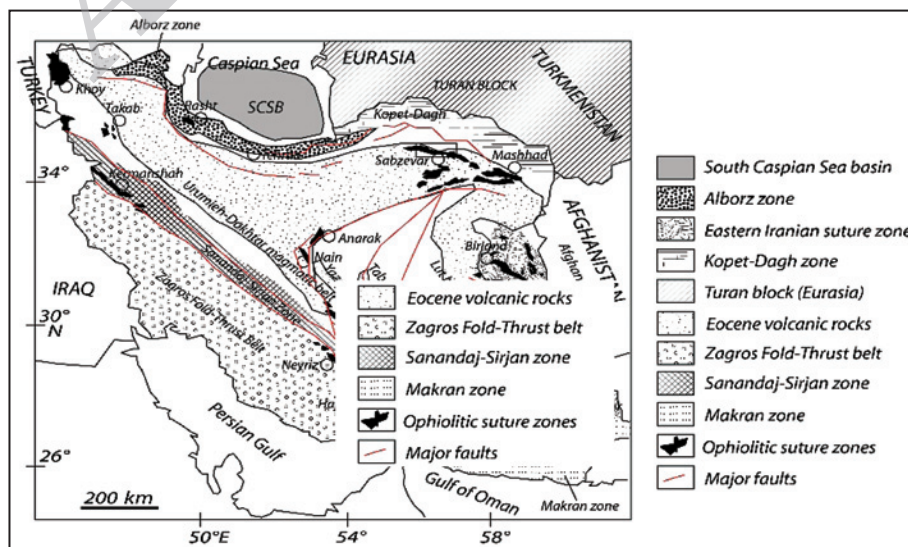 Alborz zone
Caspian Sea
EURASIA
TURKEY
TURAN BLOCK
TURKMENISTAN
Khoy
SCSB
Kopet-Dagh
Takab
Rasht
Tehran
Sabzevar
Mashhad
34°
Kermanshah
Urumieh-Dokhtar magmatic belt
AFGHANISTAN
Anarak
Birjand
Nain
Afghan
Yaz
Tab
Lut
IRAQ
Sanandaj-Sirjan zone
Zagros Fold-Thrust Belt
30°
N
Neyriz
Ha
Persian Gulf
26°
200 km
Gulf of Oman
Makran zone
50°E
54°
58°
Eocene volcanic rocks
Zagros Fold-Thrust belt
Sanandaj-Sirjan zone
Makran zone
Ophiolitic suture zones
Major faults
South Caspian Sea basin
Alborz zone
Eastern Iranian suture zone
Kopet-Dagh zone
Turan block (Eurasia)
Eocene volcanic rocks
Zagros Fold-Thrust belt
Sanandaj-Sirjan zone
Makran zone
Ophiolitic suture zones
Major faults